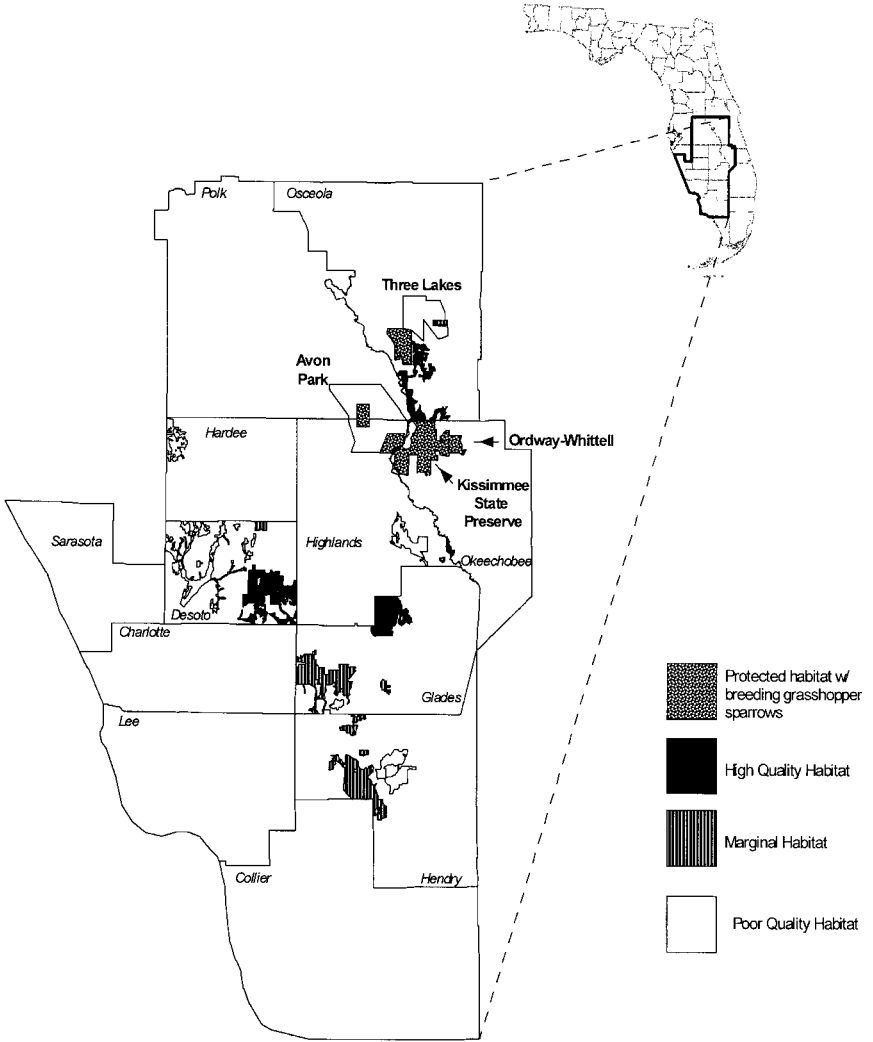 Polk
Osceola
Three Lakes
Avon
Park
Hardee
Ordway-Whittell
Kissimmee
State
Preserve
Sarasota
Highlands
Okeechobee
Desoto
Charlotte
Glades
Lee
Collier
Hendry
Protected habitat w/
breeding grasshopper
sparrows
High Quality Habitat
Marginal Habitat
Poor Quality Habitat